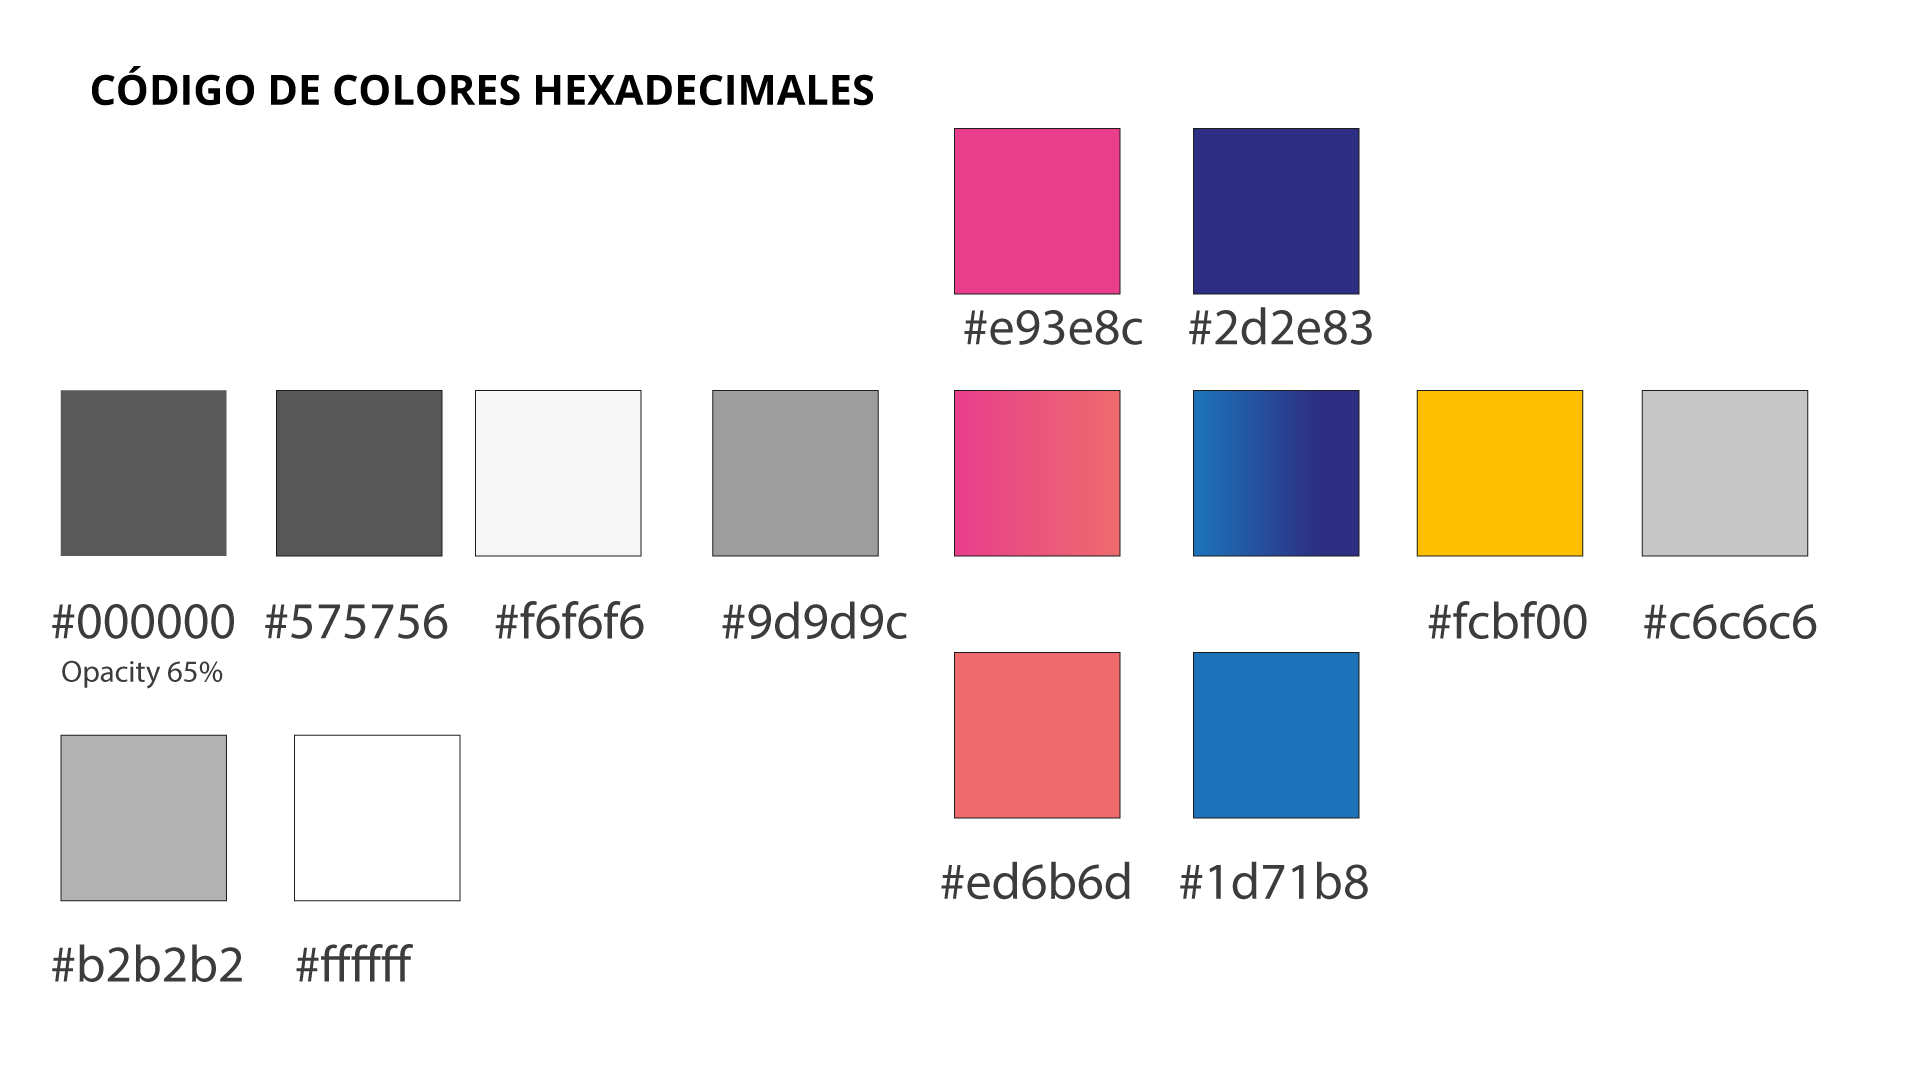 CÓDIGO DE COLORES HEXADECIMALES
#e93e8c #2d2e83
#000000 #575756 #f6f6f6 #9d9d9c #fcbf00 #c6c6c6
Opacity 65%
#ed6b6d #1d71b8
#b2b2b2 #ffffff